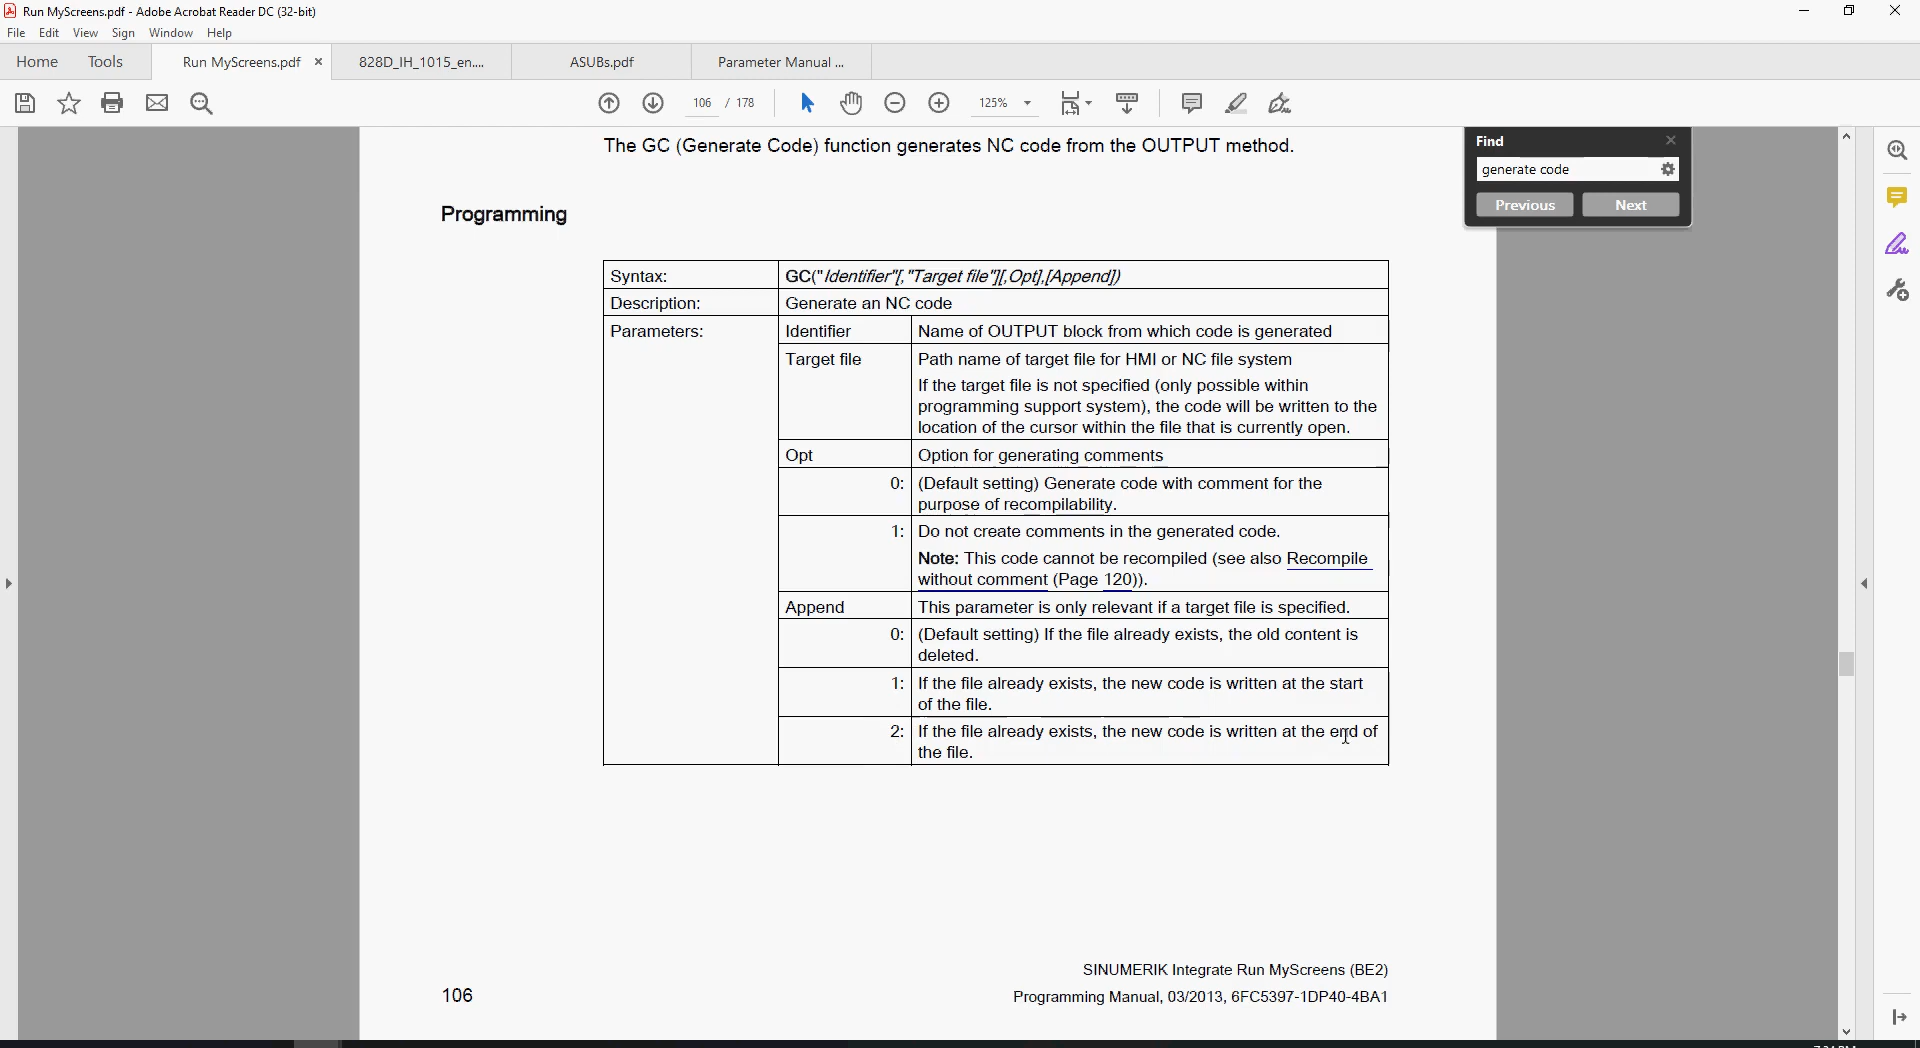 Run MyScreens.pdf - Adobe Acrobat Reader DC (32-bit)
File Edit View Sign Window Help
Home Tools Run MyScreens.pdf × 828D_IH_1015_en.... ASUBs.pdf Parameter Manual ...
106 / 178 125%
The GC (Generate Code) function generates NC code from the OUTPUT method.
Find
generate code
Previous Next
Programming
Syntax: GC("Identifier"[,"Target file"][,Opt],[Append])
Description: Generate an NC code
Parameters: Identifier Name of OUTPUT block from which code is generated
Target file Path name of target file for HMI or NC file system
If the target file is not specified (only possible within
programming support system), the code will be written to the
location of the cursor within the file that is currently open.
Opt Option for generating comments
0: (Default setting) Generate code with comment for the
purpose of recompilability.
1: Do not create comments in the generated code.
Note: This code cannot be recompiled (see also Recompile
without comment (Page 120)).
Append This parameter is only relevant if a target file is specified.
0: (Default setting) If the file already exists, the old content is
deleted.
1: If the file already exists, the new code is written at the start
of the file.
2: If the file already exists, the new code is written at the end of
the file.
SINUMERIK Integrate Run MyScreens (BE2)
106 Programming Manual, 03/2013, 6FC5397-1DP40-4BA1